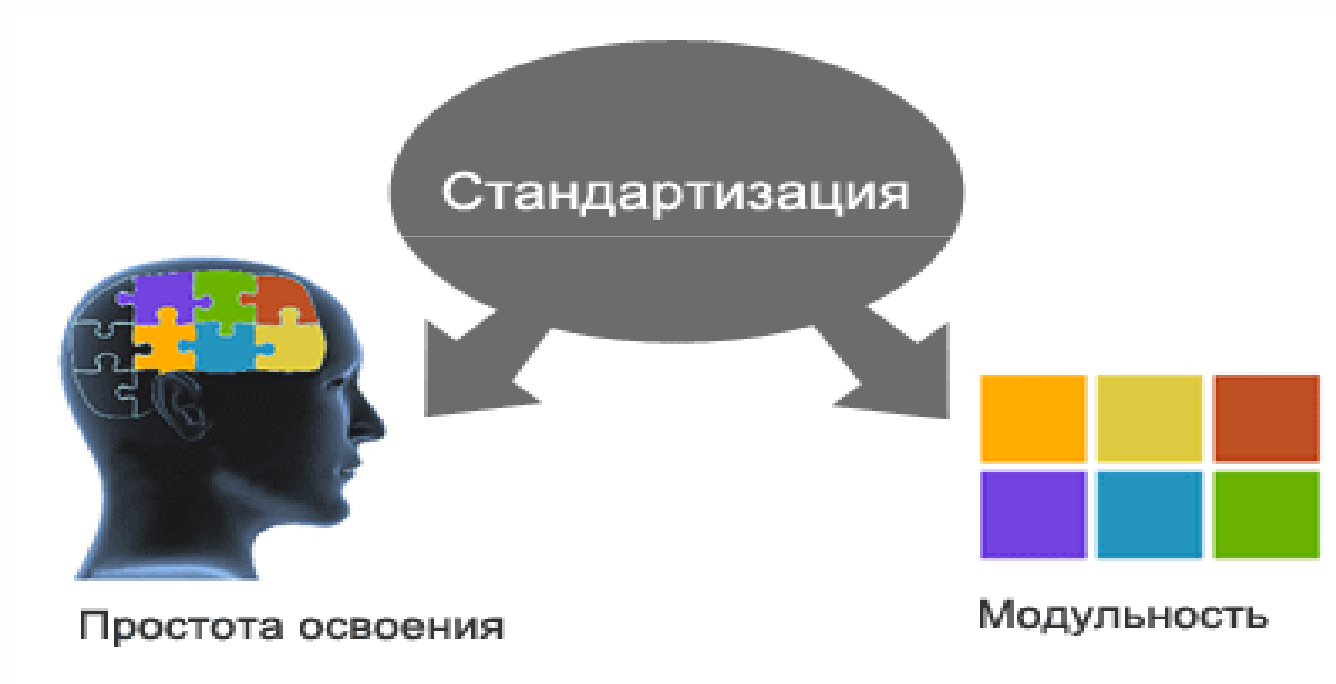 Стандартизация
Простота освоения
Модульность